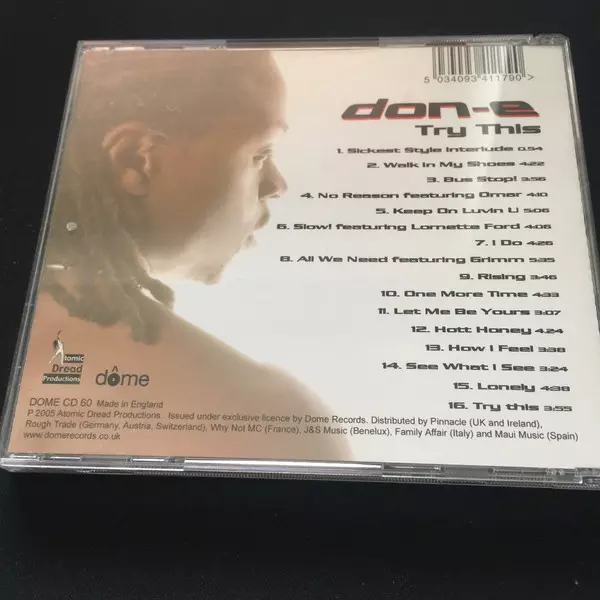 5 034093 411790 >
don-e
Try This
1. Sickest Style Interlude 0.54
2. Walk In My Shoes 4:22
3. Bus Stop! 3:56
4. No Reason featuring Omar 4:10
5. Keep On Luvin U 5:06
6. Slow! featuring Lornette Ford 4:06
7. I Do 4:26
8. All We Need featuring Grimm 5:35
9. Rising 3:46
10. One More Time 4:33
11. Let Me Be Yours 3:07
12. Hott Honey 4.24
13. How I Feel 3:38
14. See What I See 3:24
15. Lonely 4:38
16. Try this 3:55
Atomic
Dread
Productions
dôme
DOME CD 60 Made in England
P 2005 Atomic Dread Productions. Issued under exclusive licence by Dome Records. Distributed by Pinnacle (UK and Ireland),
Rough Trade (Germany, Austria, Switzerland), Why Not MC (France), J&S Music (Benelux), Family Affair (Italy) and Maui Music (Spain)
www.domerecords.co.uk